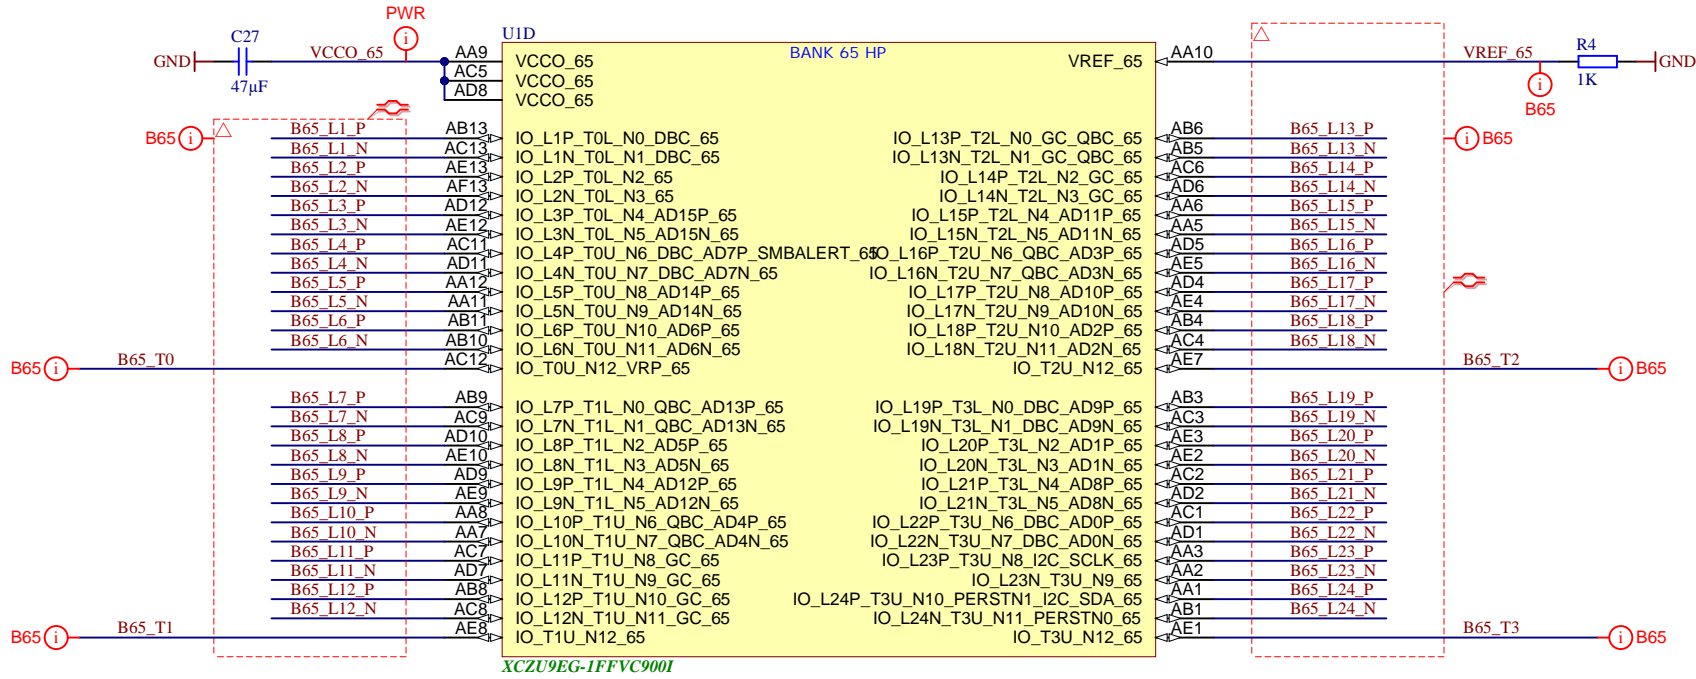 PWR
C27
GND
VCCO_65
47µF
U1D
BANK 65 HP
AA9 VCCO_65
AC5 VCCO_65
AD8 VCCO_65
VREF_65 AA10 VREF_65
R4
GND
1K
B65
B65
B65_L1_P AB13 IO_L1P_T0L_N0_DBC_65
B65_L1_N AC13 IO_L1N_T0L_N1_DBC_65
B65_L2_P AE13 IO_L2P_T0L_N2_65
B65_L2_N AF13 IO_L2N_T0L_N3_65
B65_L3_P AD12 IO_L3P_T0L_N4_AD15P_65
B65_L3_N AE12 IO_L3N_T0L_N5_AD15N_65
B65_L4_P AC11 IO_L4P_T0U_N6_DBC_AD7P_SMBALERT_65
B65_L4_N AD11 IO_L4N_T0U_N7_DBC_AD7N_65
B65_L5_P AA12 IO_L5P_T0U_N8_AD14P_65
B65_L5_N AA11 IO_L5N_T0U_N9_AD14N_65
B65_L6_P AB11 IO_L6P_T0U_N10_AD6P_65
B65_L6_N AB10 IO_L6N_T0U_N11_AD6N_65
B65 B65_T0 AC12 IO_T0U_N12_VRP_65
B65_L7_P AB9 IO_L7P_T1L_N0_QBC_AD13P_65
B65_L7_N AC9 IO_L7N_T1L_N1_QBC_AD13N_65
B65_L8_P AD10 IO_L8P_T1L_N2_AD5P_65
B65_L8_N AE10 IO_L8N_T1L_N3_AD5N_65
B65_L9_P AD9 IO_L9P_T1L_N4_AD12P_65
B65_L9_N AE9 IO_L9N_T1L_N5_AD12N_65
B65_L10_P AA8 IO_L10P_T1U_N6_QBC_AD4P_65
B65_L10_N AA7 IO_L10N_T1U_N7_QBC_AD4N_65
B65_L11_P AC7 IO_L11P_T1U_N8_GC_65
B65_L11_N AD7 IO_L11N_T1U_N9_GC_65
B65_L12_P AB8 IO_L12P_T1U_N10_GC_65
B65_L12_N AC8 IO_L12N_T1U_N11_GC_65
B65 B65_T1 AE8 IO_T1U_N12_65
IO_L13P_T2L_N0_GC_QBC_65 AB6 B65_L13_P B65
IO_L13N_T2L_N1_GC_QBC_65 AB5 B65_L13_N
IO_L14P_T2L_N2_GC_65 AC6 B65_L14_P
IO_L14N_T2L_N3_GC_65 AD6 B65_L14_N
IO_L15P_T2L_N4_AD11P_65 AA6 B65_L15_P
IO_L15N_T2L_N5_AD11N_65 AA5 B65_L15_N
IO_L16P_T2U_N6_QBC_AD3P_65 AD5 B65_L16_P
IO_L16N_T2U_N7_QBC_AD3N_65 AE5 B65_L16_N
IO_L17P_T2U_N8_AD10P_65 AD4 B65_L17_P
IO_L17N_T2U_N9_AD10N_65 AE4 B65_L17_N
IO_L18P_T2U_N10_AD2P_65 AB4 B65_L18_P
IO_L18N_T2U_N11_AD2N_65 AC4 B65_L18_N
IO_T2U_N12_65 AE7 B65_T2 B65
IO_L19P_T3L_N0_DBC_AD9P_65 AB3 B65_L19_P
IO_L19N_T3L_N1_DBC_AD9N_65 AC3 B65_L19_N
IO_L20P_T3L_N2_AD1P_65 AE3 B65_L20_P
IO_L20N_T3L_N3_AD1N_65 AE2 B65_L20_N
IO_L21P_T3L_N4_AD8P_65 AC2 B65_L21_P
IO_L21N_T3L_N5_AD8N_65 AD2 B65_L21_N
IO_L22P_T3U_N6_DBC_AD0P_65 AC1 B65_L22_P
IO_L22N_T3U_N7_DBC_AD0N_65 AD1 B65_L22_N
IO_L23P_T3U_N8_I2C_SCLK_65 AA3 B65_L23_P
IO_L23N_T3U_N9_65 AA2 B65_L23_N
IO_L24P_T3U_N10_PERSTN1_I2C_SDA_65 AA1 B65_L24_P
IO_L24N_T3U_N11_PERSTN0_65 AB1 B65_L24_N
IO_T3U_N12_65 AE1 B65_T3 B65
XCZU9EG-1FFVC900I